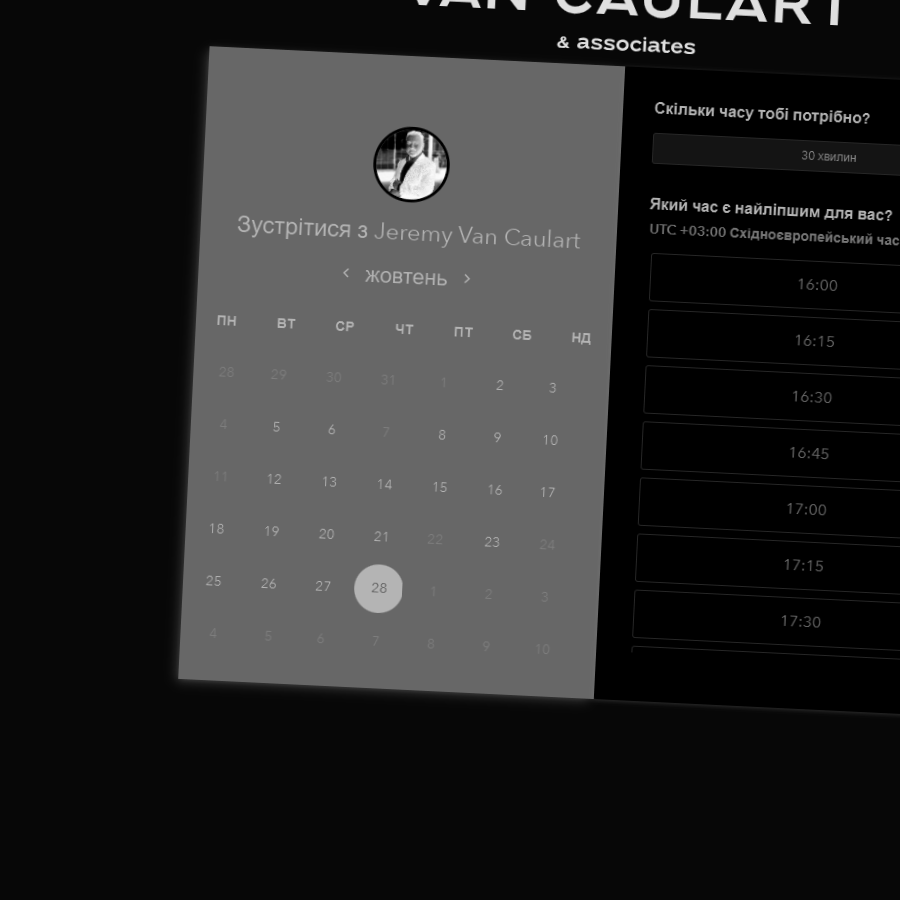 VAN CAULART
& associates
Зустрітися з Jeremy Van Caulart
жовтень
ПН ВТ СР ЧТ ПТ СБ НД
28 29 30 31 1 2 3
4 5 6 7 8 9 10
11 12 13 14 15 16 17
18 19 20 21 22 23 24
25 26 27 28 1 2 3
4 5 6 7 8 9 10
Скільки часу тобі потрібно?
30 хвилин
Який час є найліпшим для вас?
UTC +03:00 Східноєвропейський час
16:00
16:15
16:30
16:45
17:00
17:15
17:30